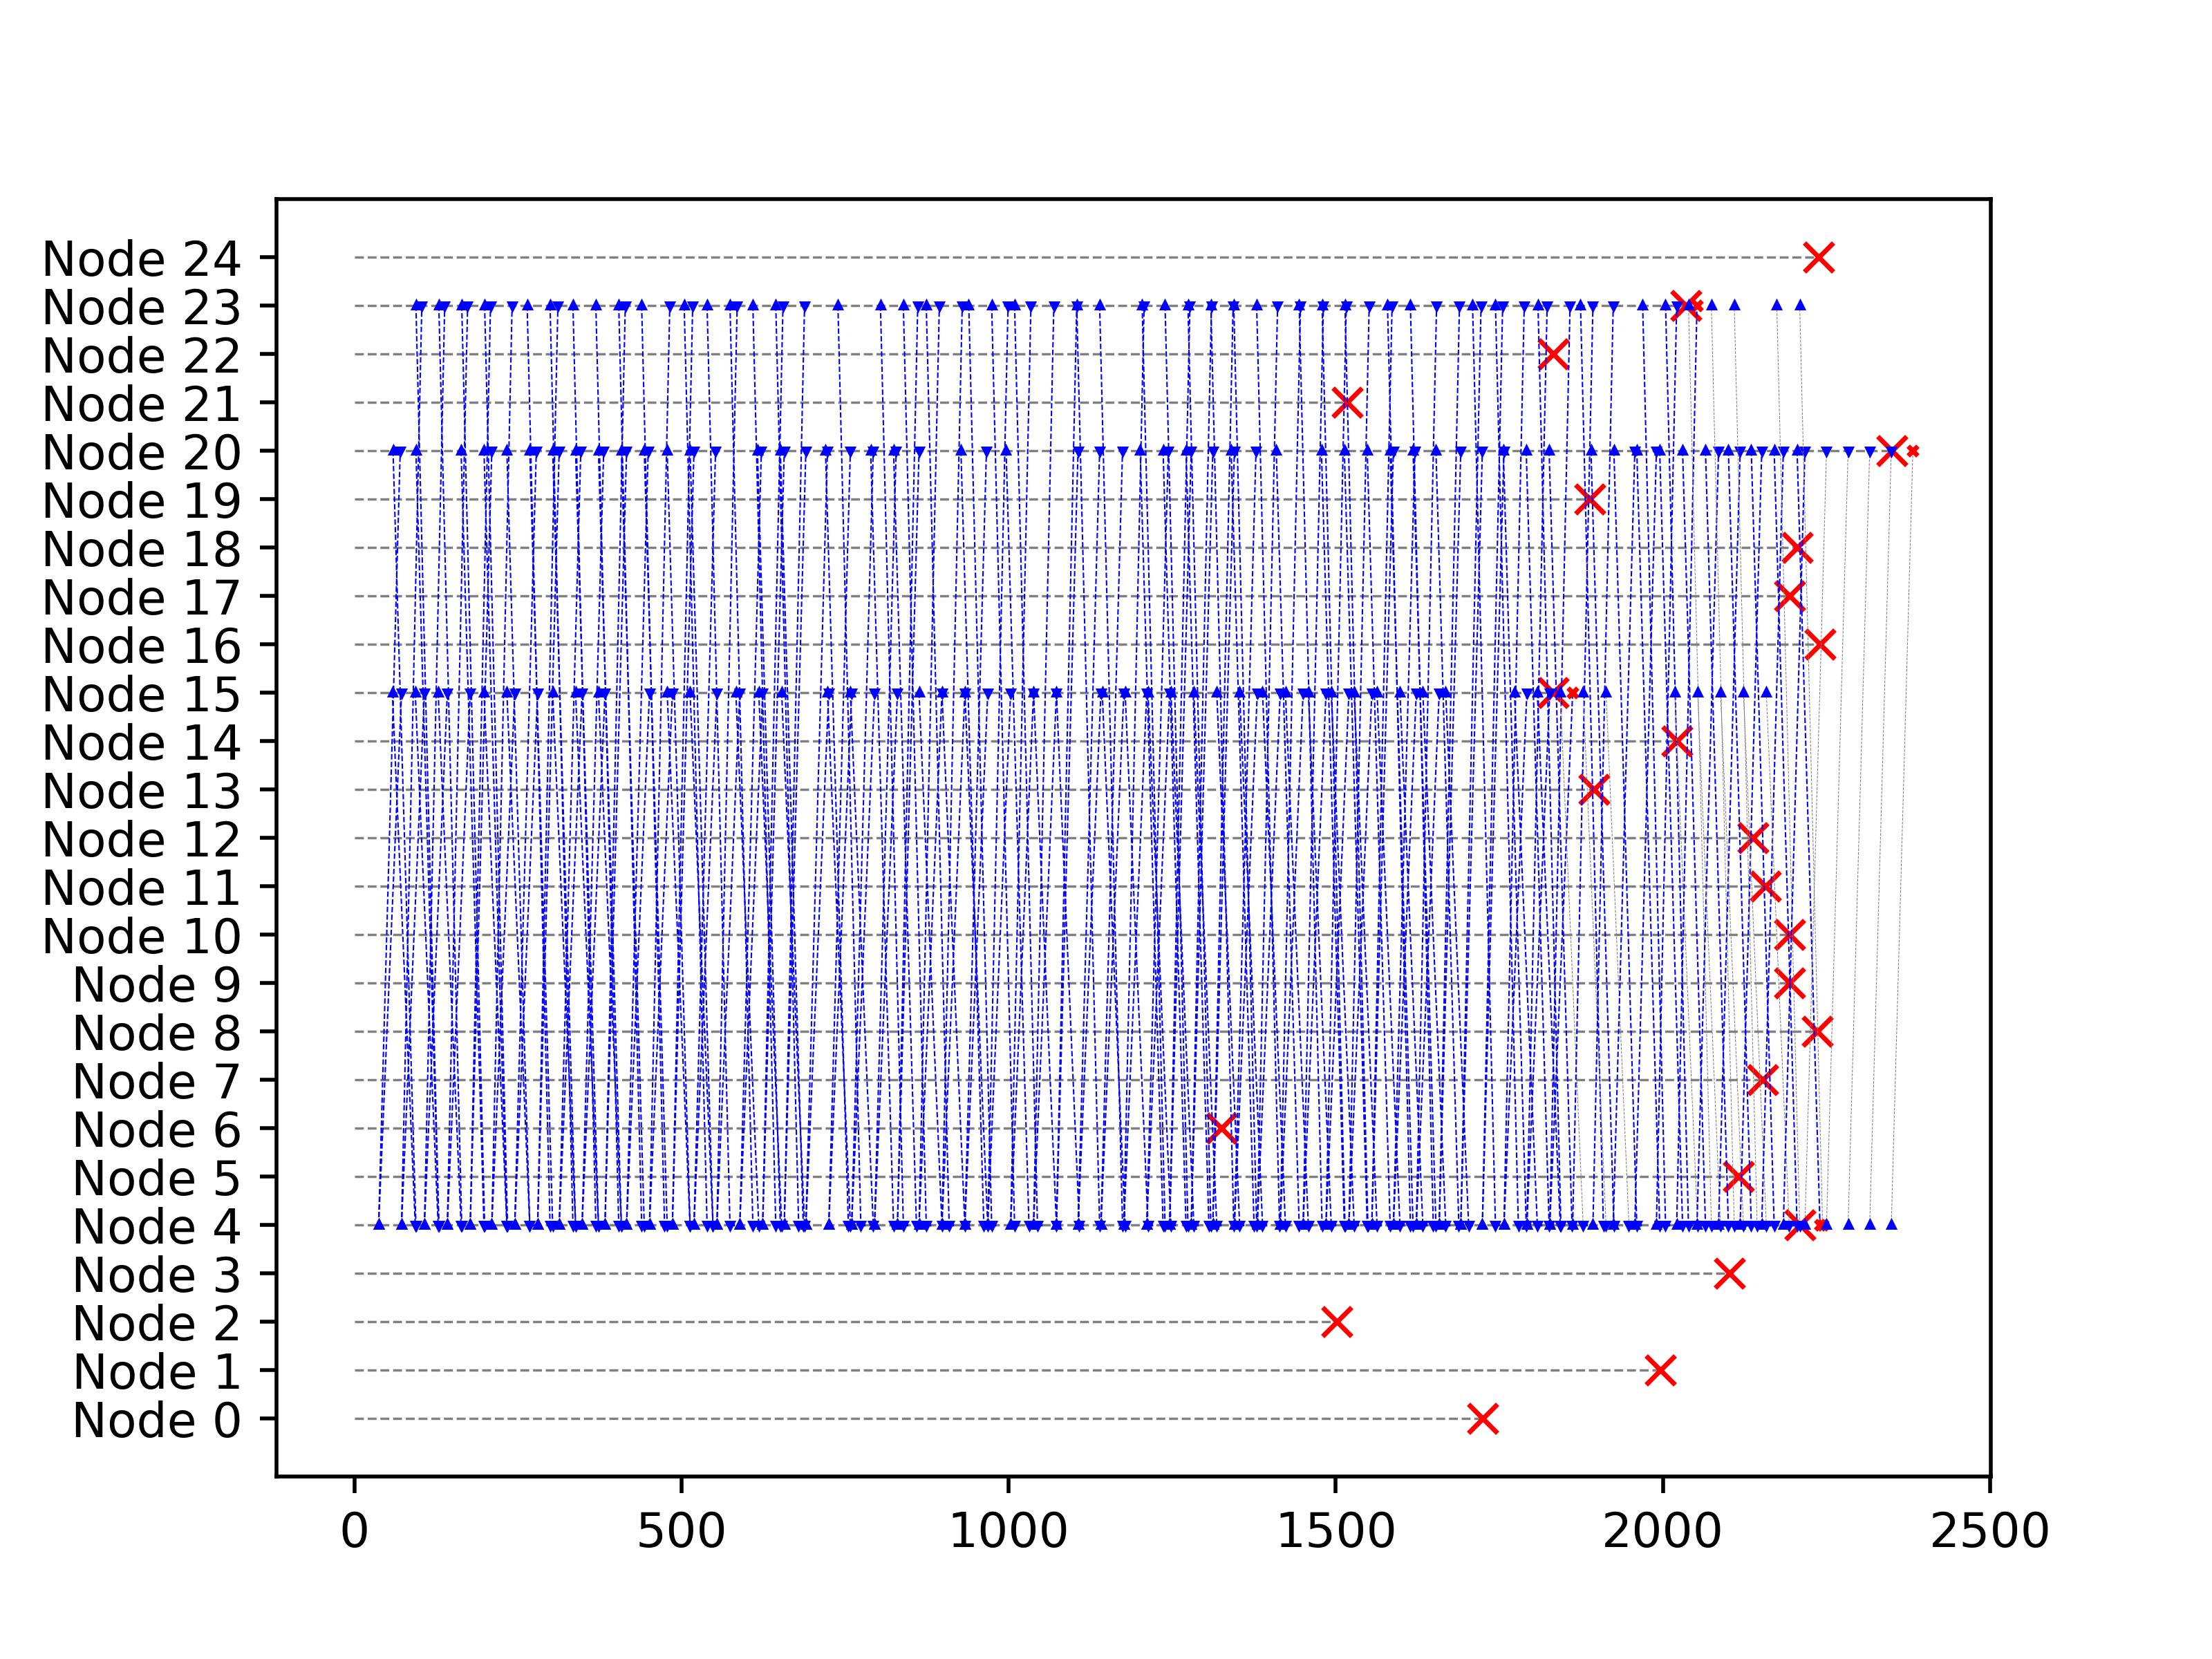 Node 24
Node 23
Node 22
Node 21
Node 20
Node 19
Node 18
Node 17
Node 16
Node 15
Node 14
Node 13
Node 12
Node 11
Node 10
Node 9
Node 8
Node 7
Node 6
Node 5
Node 4
Node 3
Node 2
Node 1
Node 0
0 500 1000 1500 2000 2500